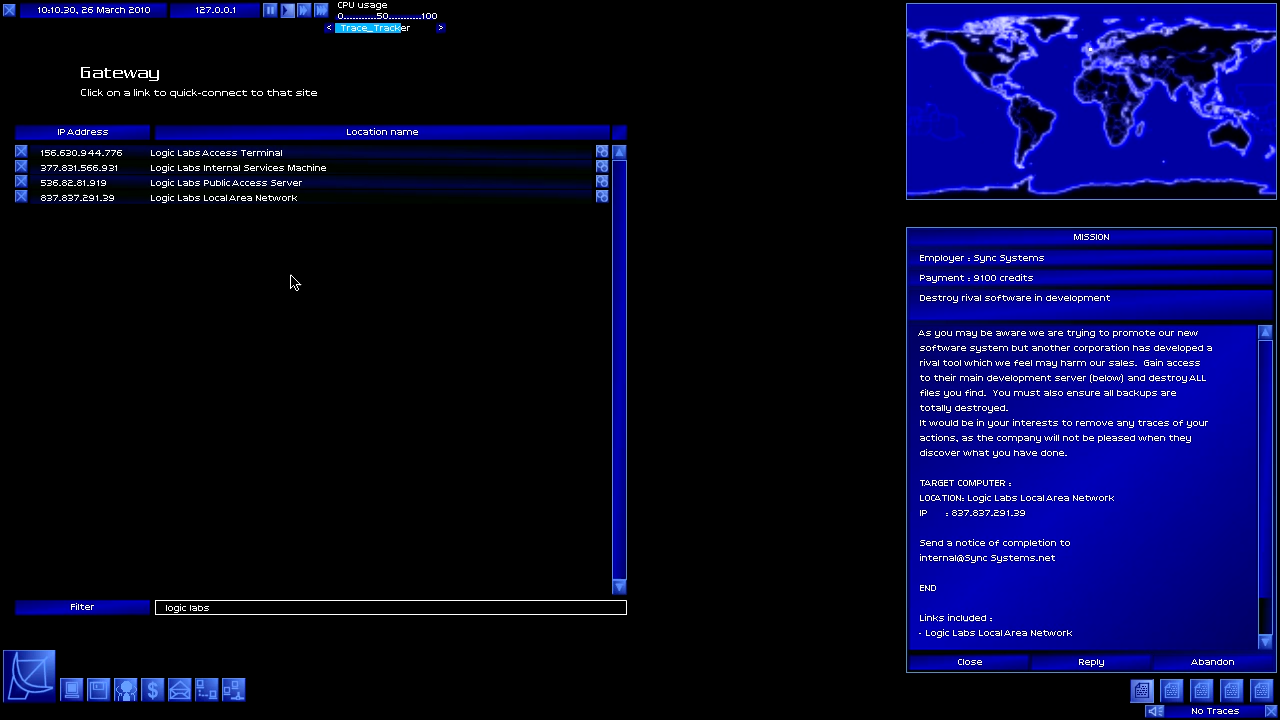 10:10.30, 26 March 2010
127.0.0.1
CPU usage
0...........50...........100
< Trace_Tracker >
Gateway
Click on a link to quick-connect to that site
IP Address
Location name
156.630.944.776 Logic Labs Access Terminal
377.831.566.931 Logic Labs Internal Services Machine
536.82.81.919 Logic Labs Public Access Server
837.837.291.39 Logic Labs Local Area Network
Filter
logic labs
MISSION
Employer : Sync Systems
Payment : 9100 credits
Destroy rival software in development
As you may be aware we are trying to promote our new
software system but another corporation has developed a
rival tool which we feel may harm our sales. Gain access
to their main development server (below) and destroy ALL
files you find. You must also ensure all backups are
totally destroyed.
It would be in your interests to remove any traces of your
actions, as the company will not be pleased when they
discover what you have done.
TARGET COMPUTER :
LOCATION: Logic Labs Local Area Network
IP : 837.837.291.39
Send a notice of completion to
internal@Sync Systems.net
END
Links included :
- Logic Labs Local Area Network
Close
Reply
Abandon
No Traces